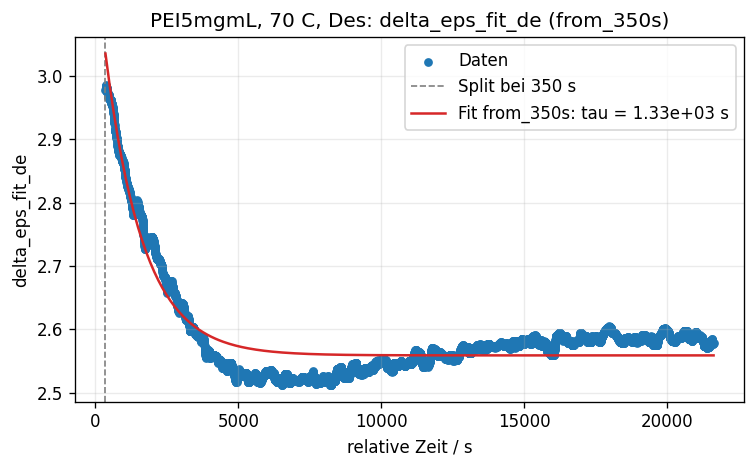 PEI5mgmL, 70 C, Des: delta_eps_fit_de (from_350s)
Daten
Split bei 350 s
Fit from_350s: tau = 1.33e+03 s
delta_eps_fit_de
3.0
2.9
2.8
2.7
2.6
2.5
0 5000 10000 15000 20000
relative Zeit / s